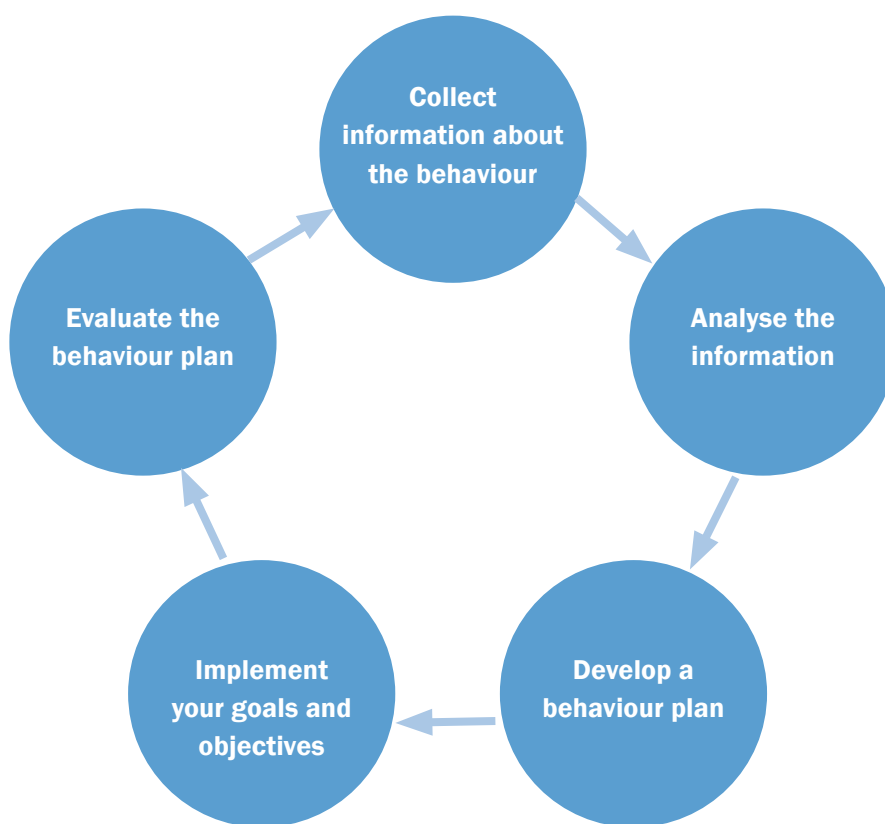 Collect
information about
the behaviour
Analyse the
information
Develop a
behaviour plan
Implement
your goals and
objectives
Evaluate the
behaviour plan